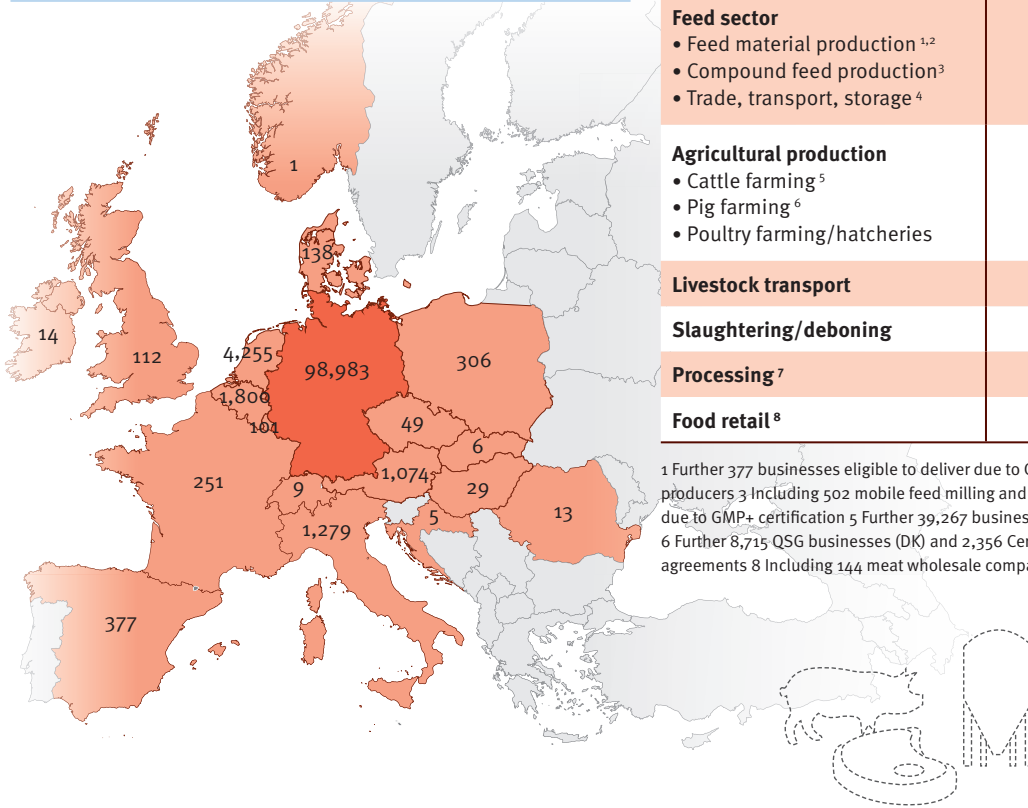 1
138
14
112
4,255
98,983
306
1,800
101
49
6
251
9
1,074
29
1,279
5
13
377
Feed sector
• Feed material production 1,2
• Compound feed production3
• Trade, transport, storage 4
Agricultural production
• Cattle farming 5
• Pig farming 6
• Poultry farming/hatcheries
Livestock transport
Slaughtering/deboning
Processing 7
Food retail 8
1 Further 377 businesses eligible to deliver due to
producers 3 Including 502 mobile feed milling and
due to GMP+ certification 5 Further 39,267
6 Further 8,715 QSG businesses (DK) and 2,356
agreements 8 Including 144 meat wholesale